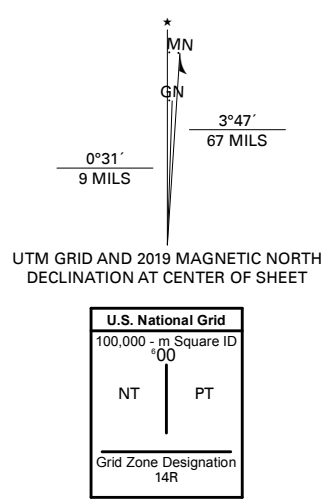 ★
MN
GN
3°47´
67 MILS
0°31´
9 MILS
UTM GRID AND 2019 MAGNETIC NORTH
DECLINATION AT CENTER OF SHEET
U.S. National Grid
100,000 - m Square ID
⁶00
NT PT
Grid Zone Designation
14R